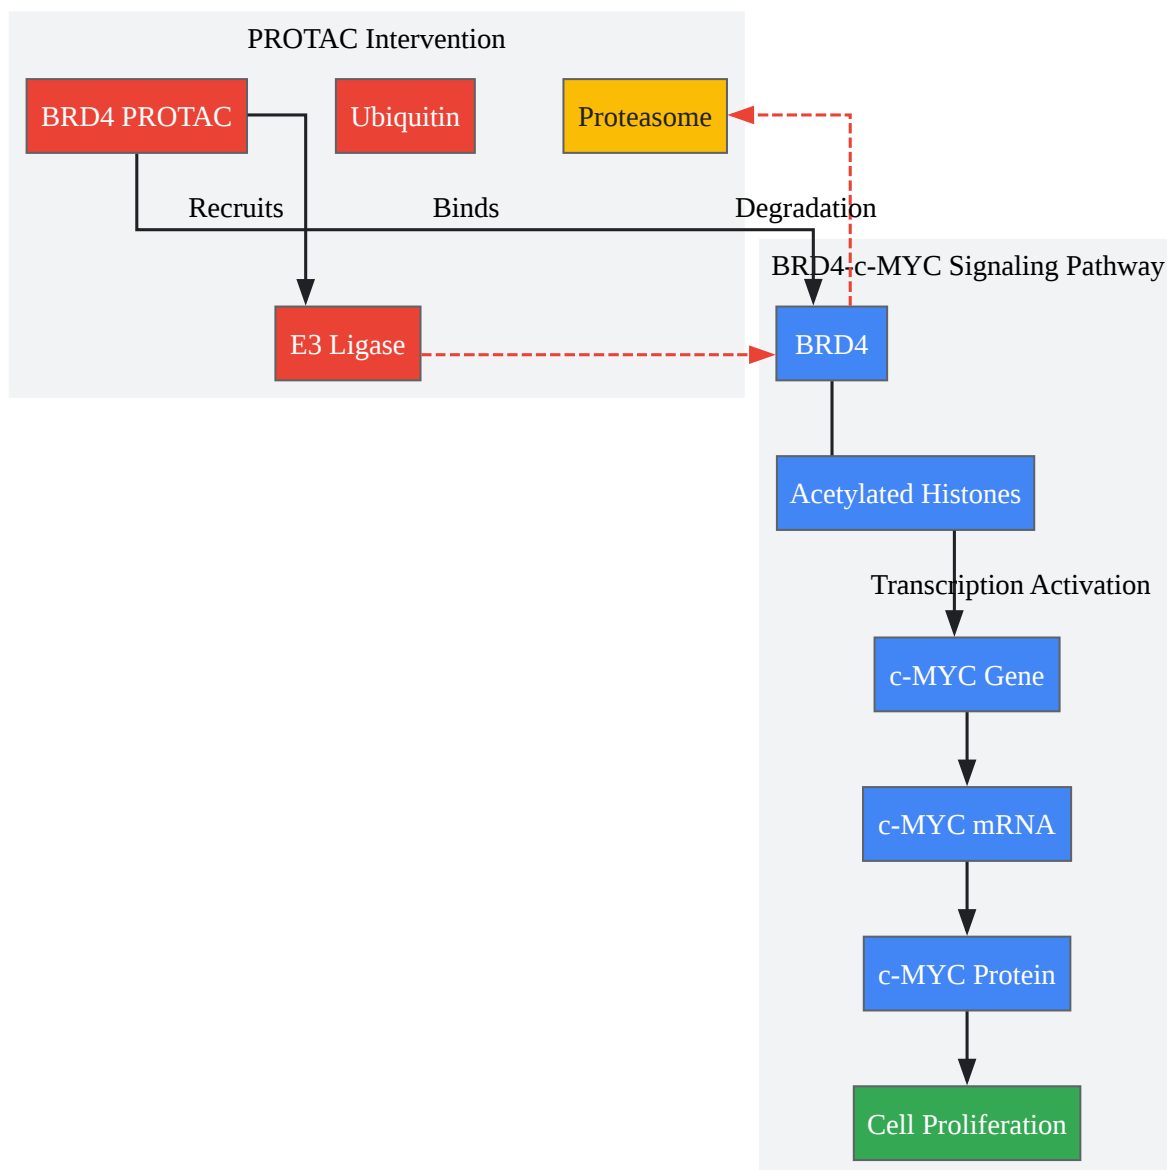 PROTAC Intervention
BRD4 PROTAC
Ubiquitin
Proteasome
Recruits
Binds
Degradation
BRD4-c-MYC Signaling Pathway
E3 Ligase
BRD4
Acetylated Histones
Transcription Activation
c-MYC Gene
c-MYC mRNA
c-MYC Protein
Cell Proliferation